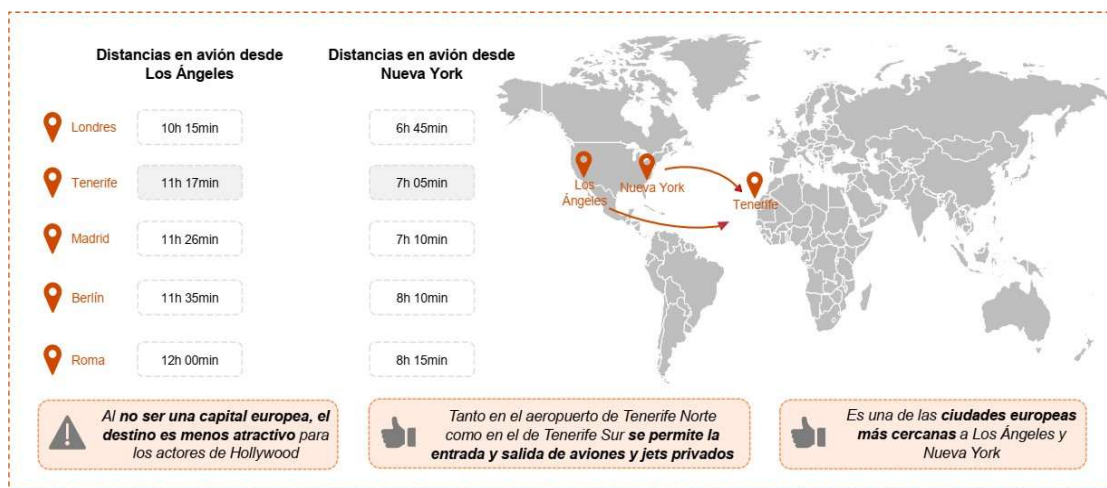 Distancias en avión desde
Los Ángeles
Distancias en avión desde
Nueva York
Londres
10h 15min
6h 45min
Tenerife
11h 17min
7h 05min
Madrid
11h 26min
7h 10min
Berlín
11h 35min
8h 10min
Roma
12h 00min
8h 15min
Los
Ángeles
Nueva York
Tenerife
Al no ser una capital europea, el
destino es menos atractivo para
los actores de Hollywood
Tanto en el aeropuerto de Tenerife Norte
como en el de Tenerife Sur se permite la
entrada y salida de aviones y jets privados
Es una de las ciudades europeas
más cercanas a Los Ángeles y
Nueva York